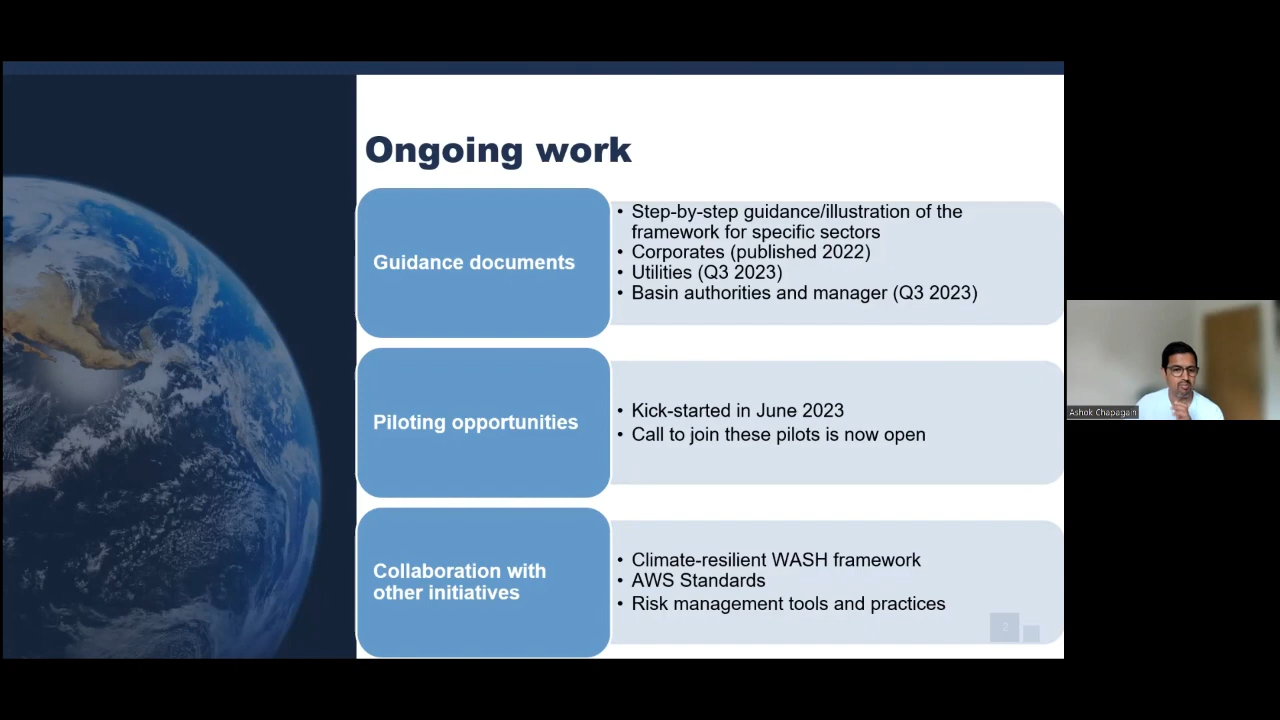 Ongoing work
Guidance documents
• Step-by-step guidance/illustration of the
framework for specific sectors
• Corporates (published 2022)
• Utilities (Q3 2023)
• Basin authorities and manager (Q3 2023)
Piloting opportunities
• Kick-started in June 2023
• Call to join these pilots is now open
Collaboration with
other initiatives
• Climate-resilient WASH framework
• AWS Standards
• Risk management tools and practices
2
Ashok Chapagain